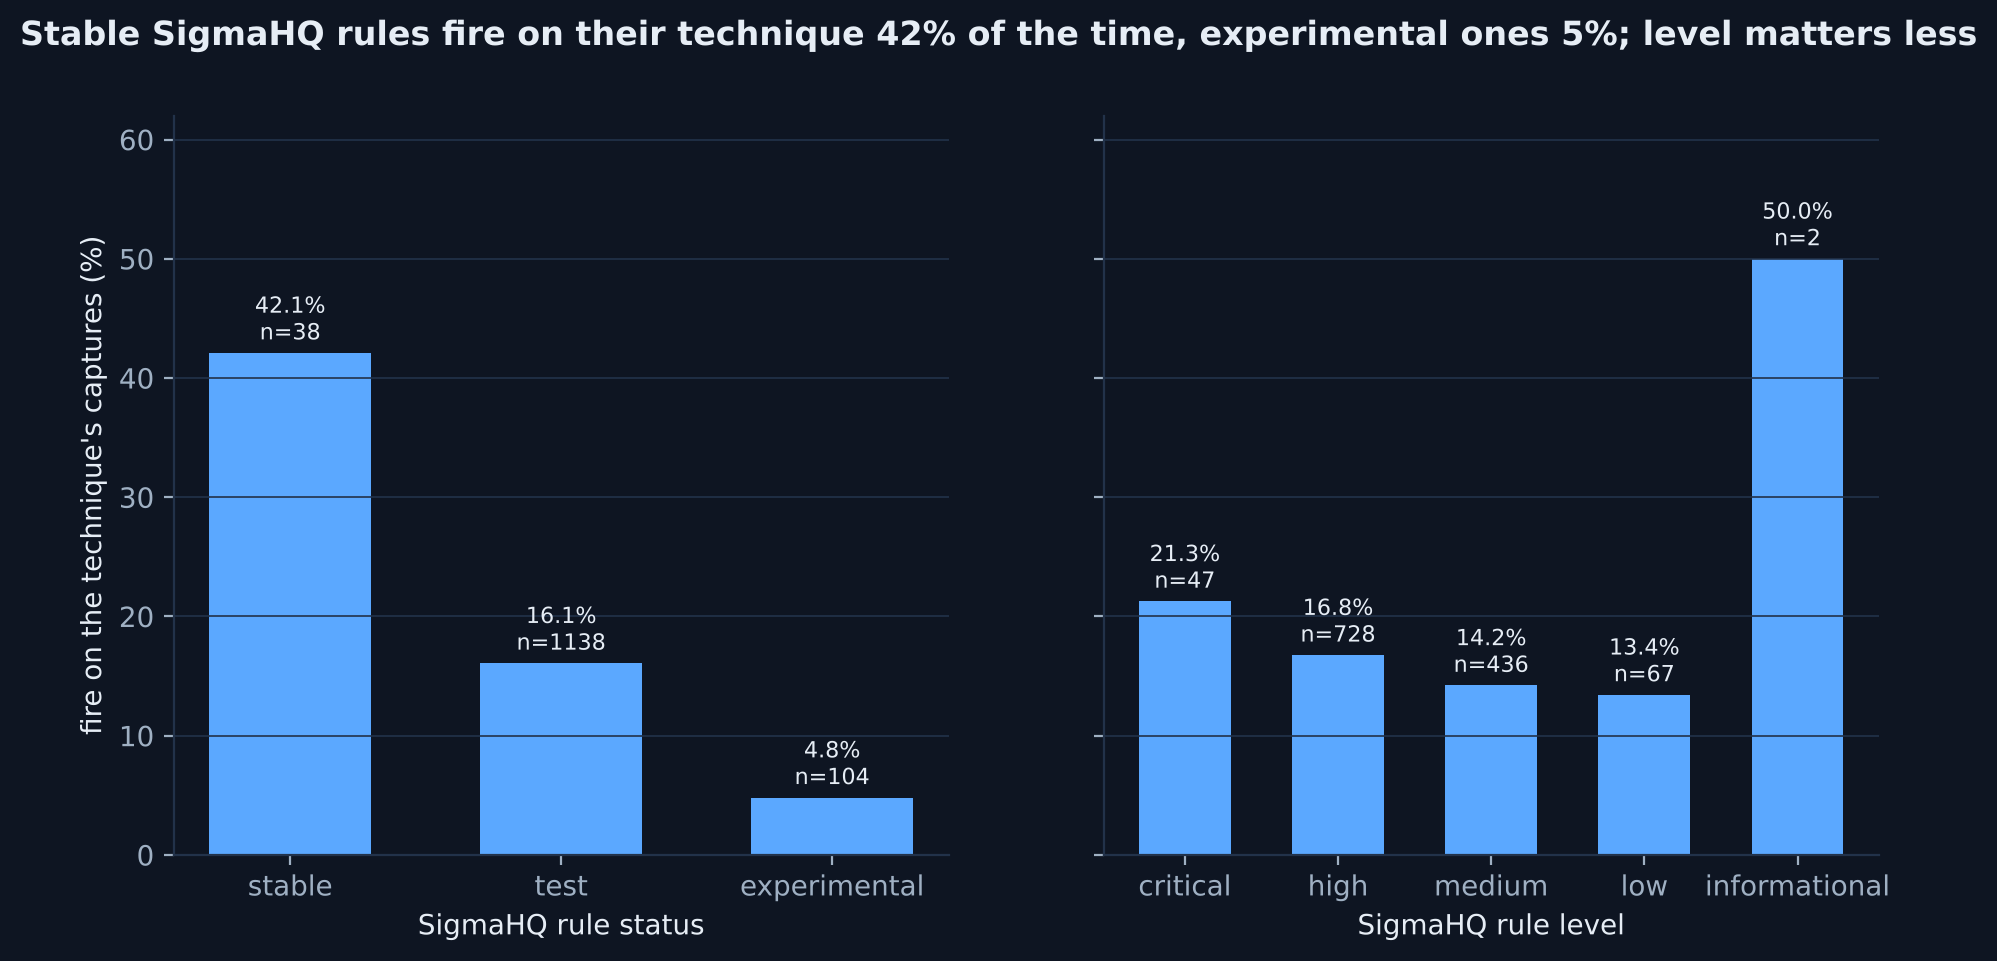 Stable SigmaHQ rules fire on their technique 42% of the time, experimental ones 5%; level matters less
fire on the technique's captures (%)
60
50
40
30
20
10
0
42.1%
n=38
16.1%
n=1138
4.8%
n=104
stable
test
experimental
SigmaHQ rule status
21.3%
n=47
16.8%
n=728
14.2%
n=436
13.4%
n=67
50.0%
n=2
critical
high
medium
low
informational
SigmaHQ rule level